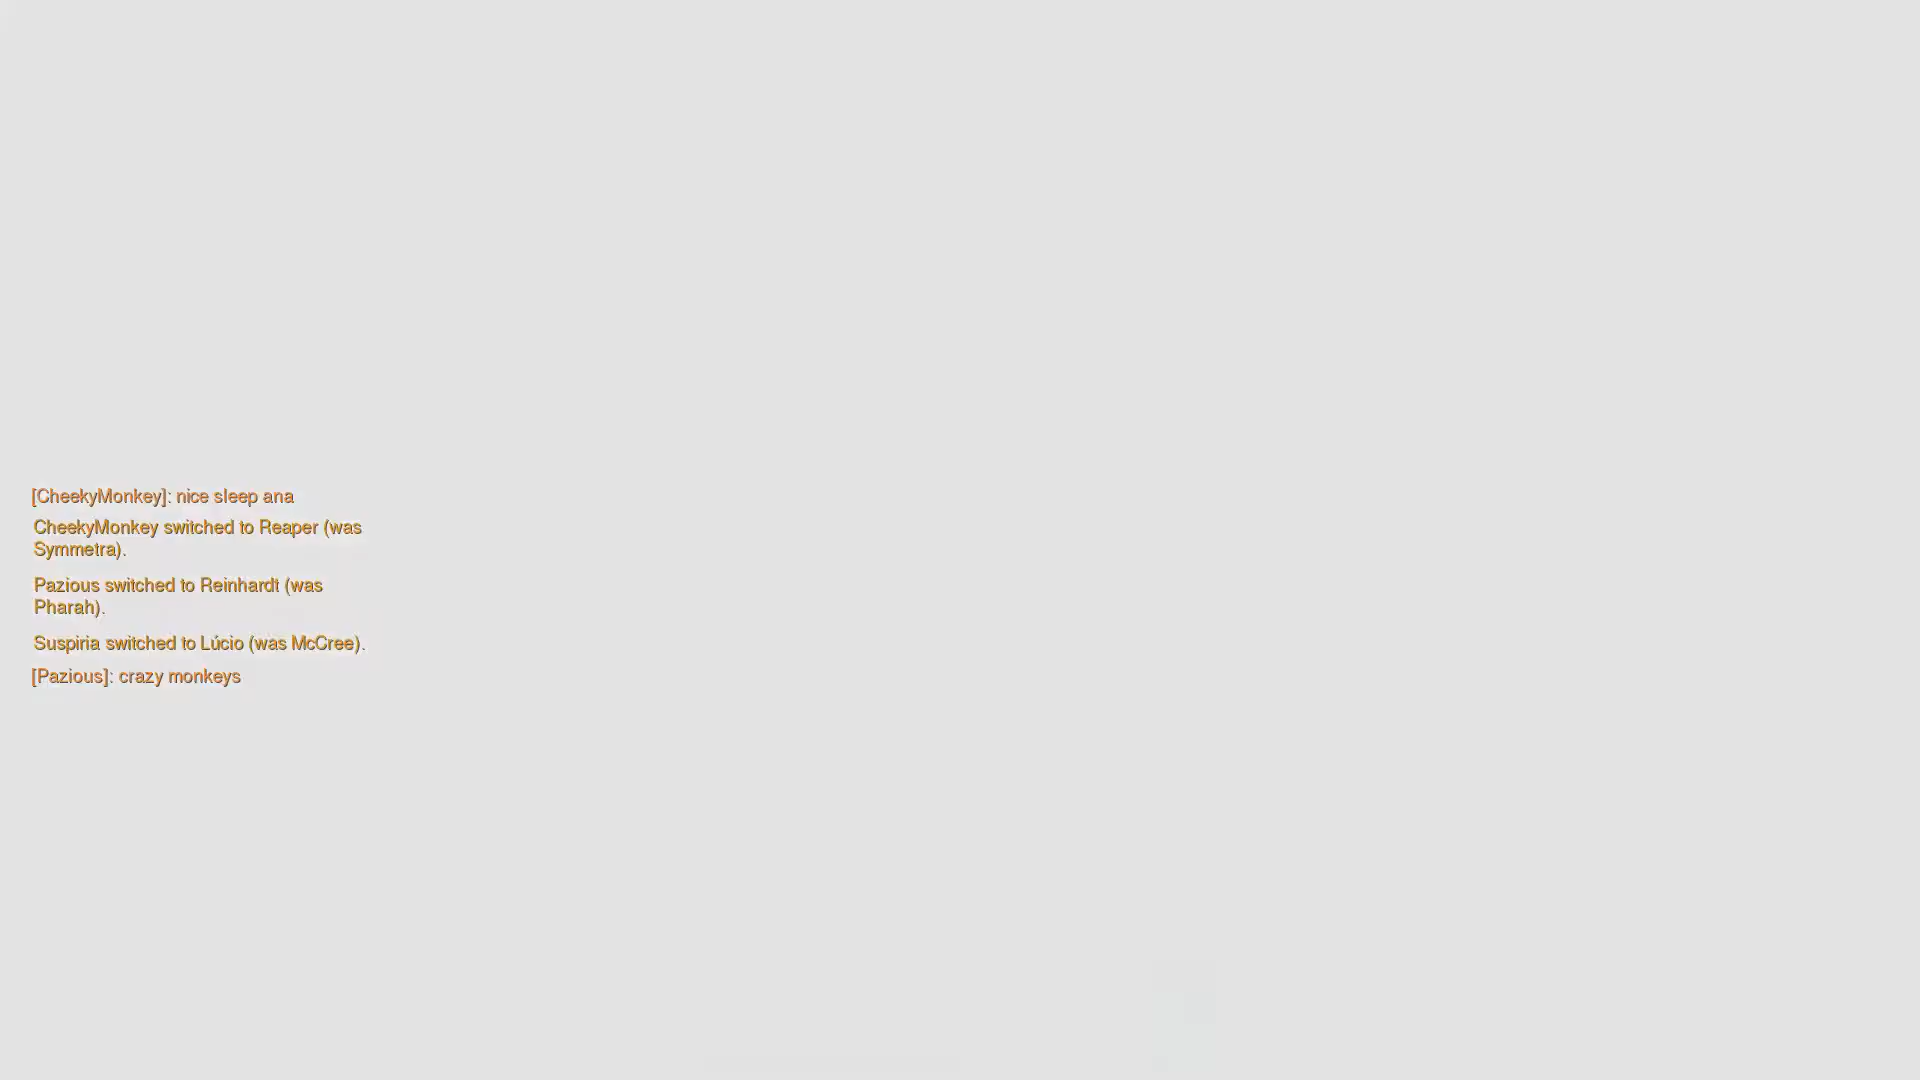 [CheekyMonkey]: nice sleep ana
CheekyMonkey switched to Reaper (was
Symmetra).
Pazious switched to Reinhardt (was
Pharah).
Suspiria switched to Lúcio (was McCree).
[Pazious]: crazy monkeys